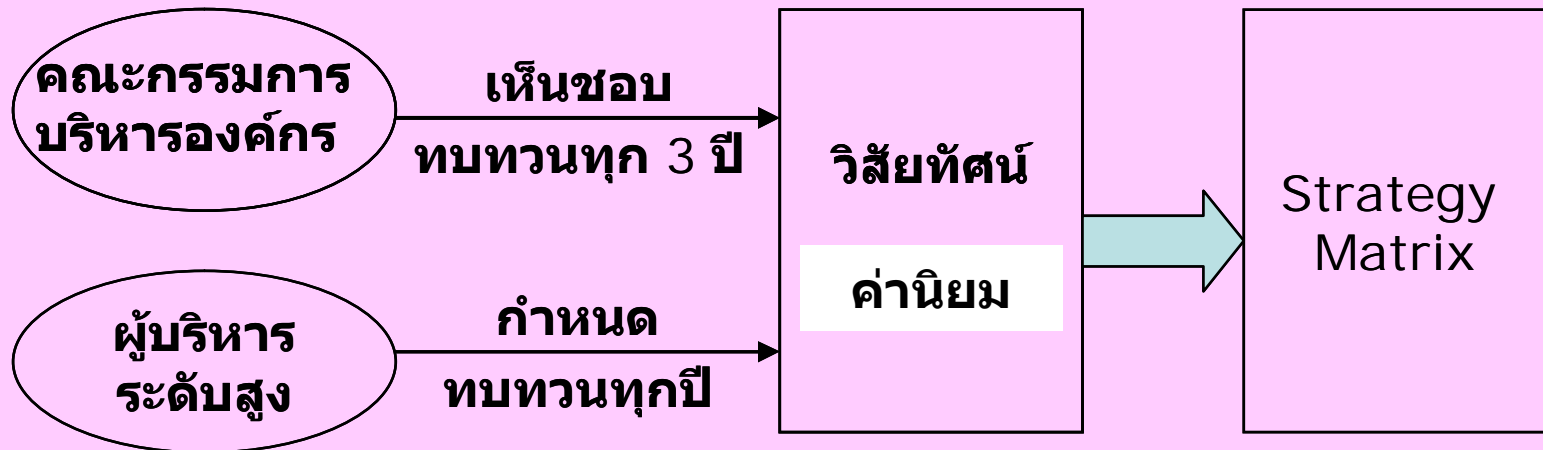 คณะกรรมการ
บริหารองค์กร
เห็นชอบ
ทบทวนทุก 3 ปี
ผู้บริหาร
ระดับสูง
กำหนด
ทบทวนทุกปี
วิสัยทัศน์
ค่านิยม
Strategy
Matrix